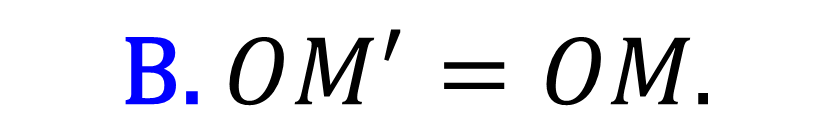 B. OM′ = OM.